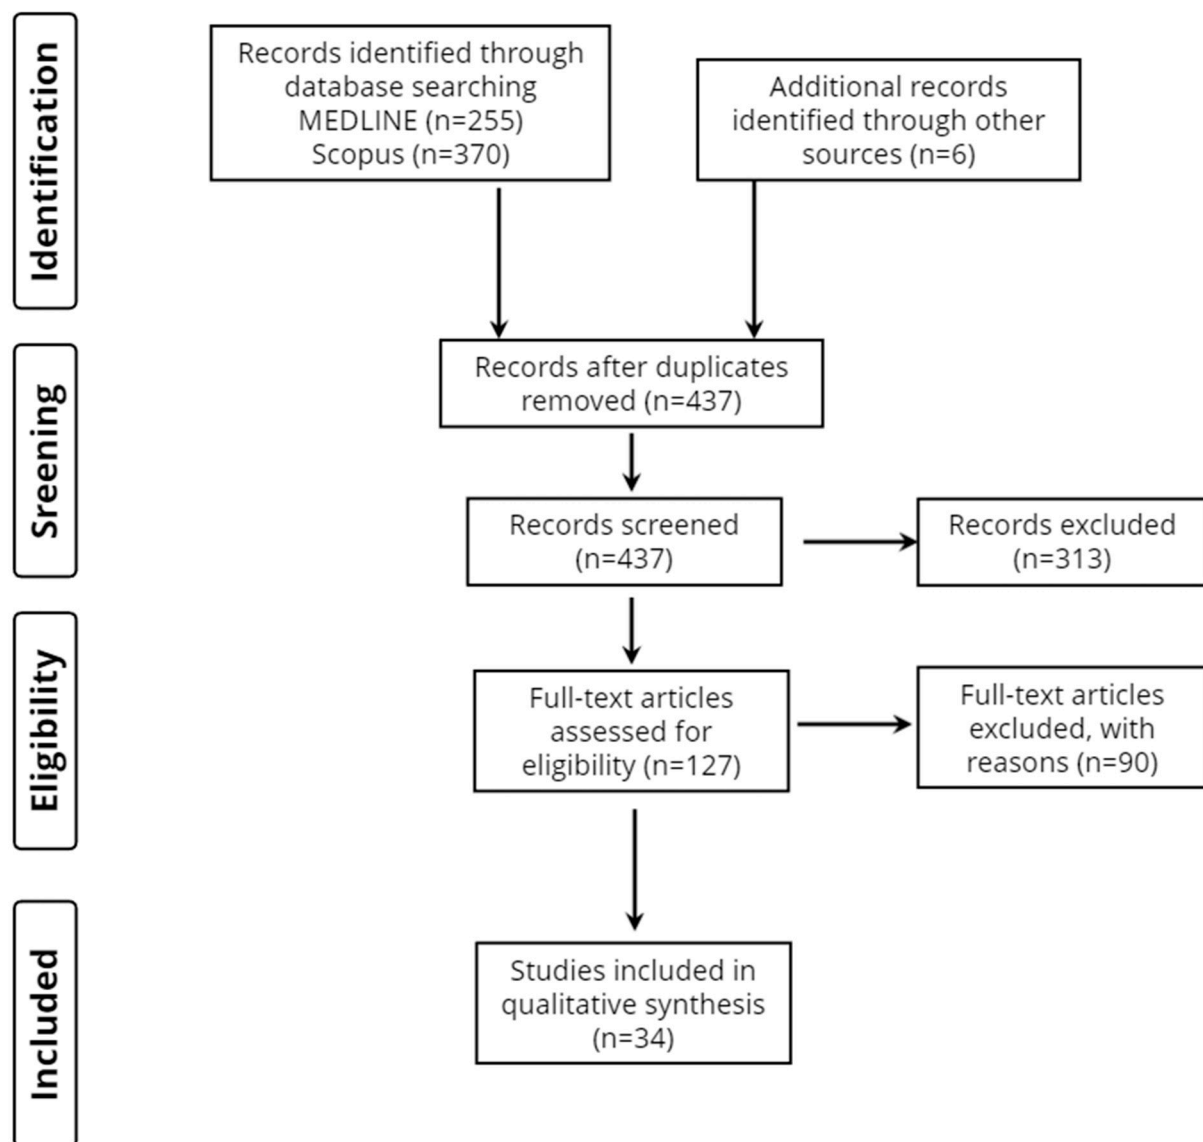 Identification
Records identified through
database searching
MEDLINE (n=255)
Scopus (n=370)
Additional records
identified through other
sources (n=6)
Sreening
Records after duplicates
removed (n=437)
Records screened
(n=437)
Records excluded
(n=313)
Eligibility
Full-text articles
assessed for
eligibility (n=127)
Full-text articles
excluded, with
reasons (n=90)
Included
Studies included in
qualitative synthesis
(n=34)